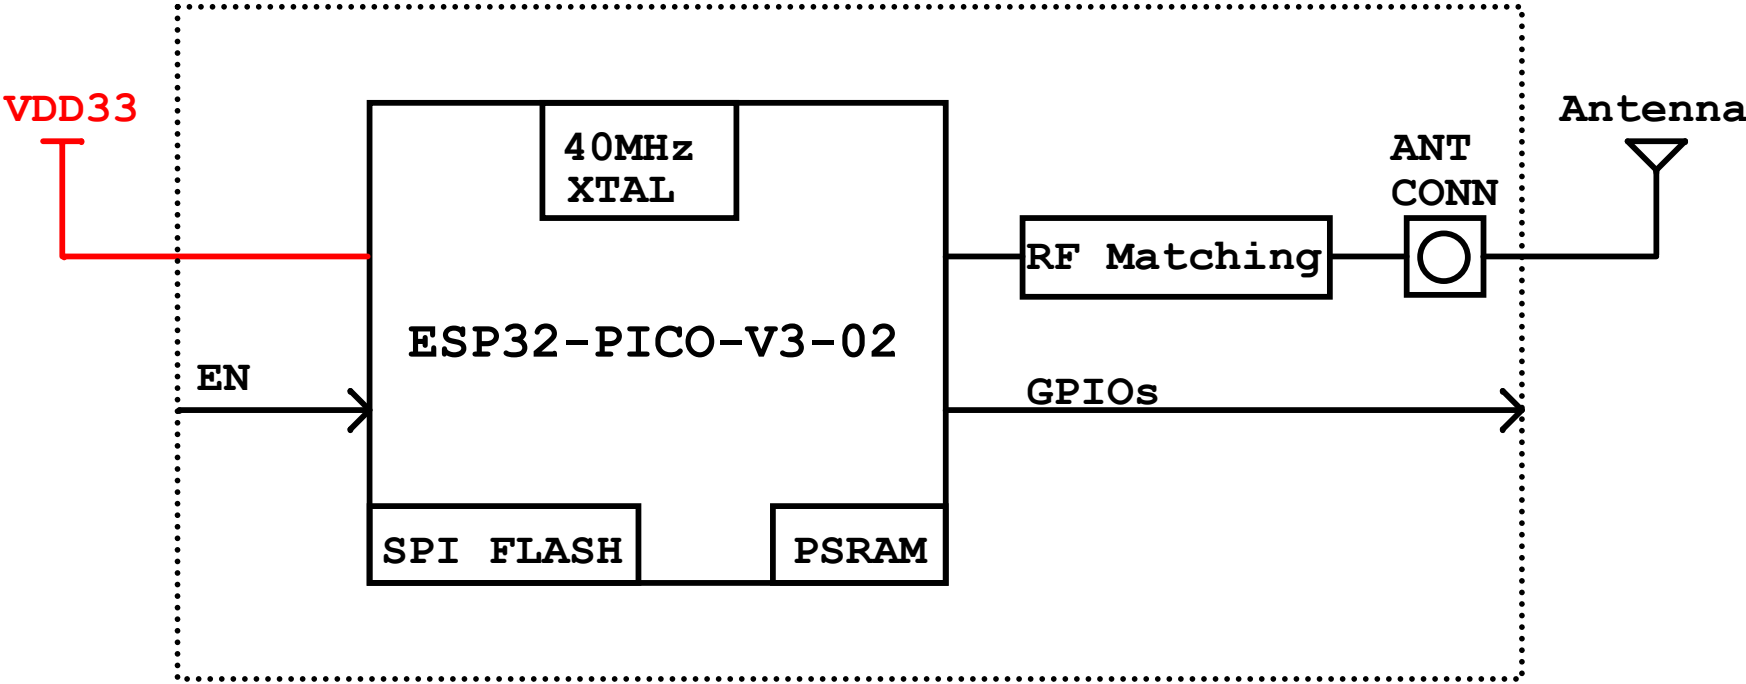 VDD33
40MHz
XTAL
ANT
CONN
Antenna
RF Matching
ESP32-PICO-V3-02
EN
GPIOs
SPI FLASH
PSRAM